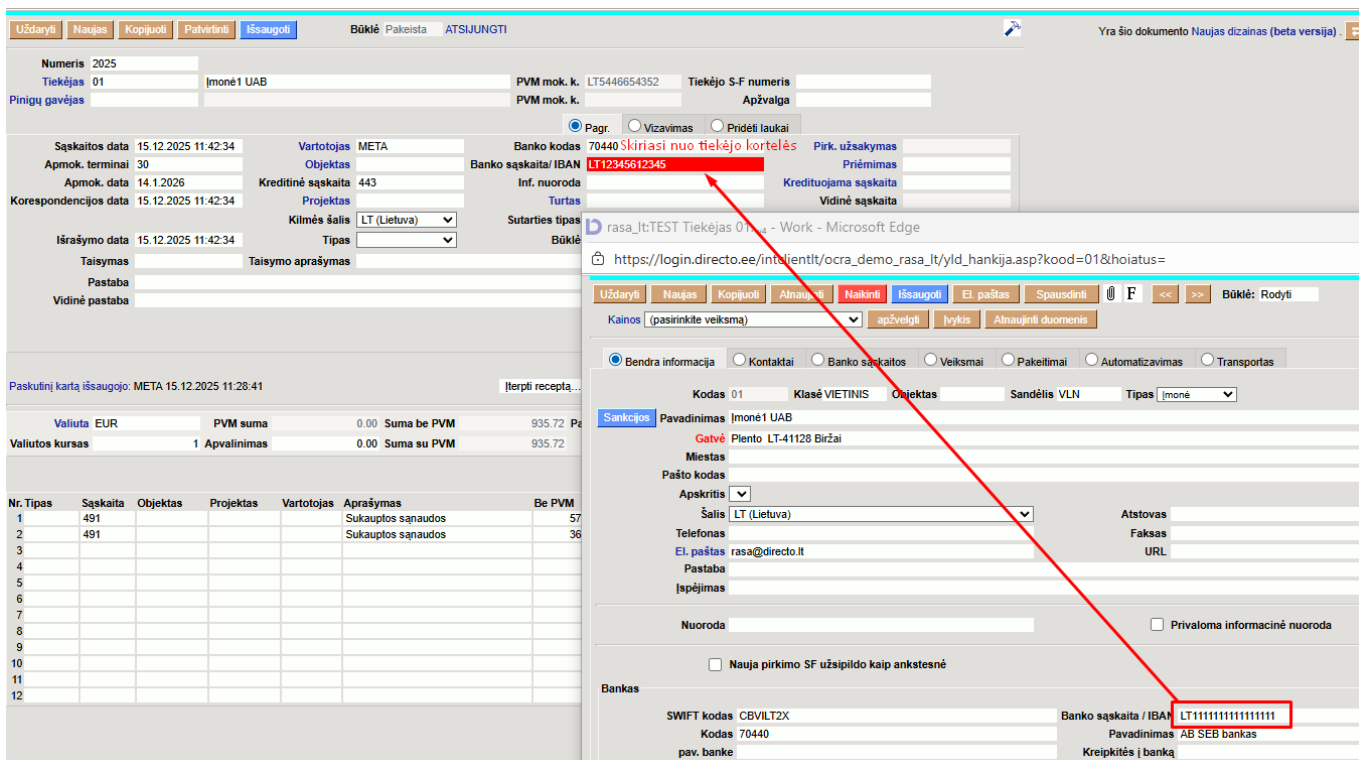 Uždaryti Naujas Kopijuoti Patvirtinti Išsaugoti Būklė Pakeista ATSIJUNGTI Yra šio dokumento Naujas dizainas (beta versija) .
Numeris 2025
Tiekėjas 01 Įmonė1 UAB PVM mok. k. LT5446654352 Tiekėjo S-F numeris
Pinigų gavėjas PVM mok. k. Apžvalga
Pagr. Vizavimas Pridėti laukai
Sąskaitos data 15.12.2025 11:42:34 Vartotojas META Banko kodas 70440 Skiriasi nuo tiekėjo kortelės Pirk. užsakymas
Apmok. terminai 30 Objektas Banko sąskaita/ IBAN LT12345612345 Priėmimas
Apmok. data 14.1.2026 Kreditinė sąskaita 443 Inf. nuoroda Kredituojama sąskaita
Korespondencijos data 15.12.2025 11:42:34 Projektas Turtas Vidinė sąskaita
Kilmės šalis LT (Lietuva) Sutarties tipas
Išrašymo data 15.12.2025 11:42:34 Tipas Būklė
Taisymas Taisymo aprašymas
Pastaba
Vidinė pastaba
Paskutinį kartą išsaugojo: META 15.12.2025 11:28:41 Įterpti receptą...
Valiuta EUR PVM suma 0.00 Suma be PVM 935.72
Valiutos kursas 1 Apvalinimas 0.00 Suma su PVM 935.72
Nr. Tipas Sąskaita Objektas Projektas Vartotojas Aprašymas Be PVM
1 491 Sukauptos sąnaudos 57
2 491 Sukauptos sąnaudos 36
3
4
5
6
7
8
9
10
11
12
rasa_lt:TEST Tiekėjas 01 - Work - Microsoft Edge
https://login.directo.ee/intclientlt/ocra_demo_rasa_lt/yld_hankija.asp?kood=01&hoiatus=
Uždaryti Naujas Kopijuoti Atnaujinti Naikinti Išsaugoti El. paštas Spausdinti F << >> Būklė: Rodyti
Kainos (pasirinkite veiksmą) apžvelgti Įvykis Atnaujinti duomenis
Bendra informacija Kontaktai Banko sąskaitos Veiksmai Pakeitimai Automatizavimas Transportas
Kodas 01 Klasė VIETINIS Objektas Sandėlis VLN Tipas Įmonė
Sankcijos Pavadinimas Įmonė1 UAB
Gatvė Plento LT-41128 Biržai
Miestas
Pašto kodas
Apskritis
Šalis LT (Lietuva) Atstovas
Telefonas Faksas
El. paštas rasa@directo.lt URL
Pastaba
Įspėjimas
Nuoroda Privaloma informacinė nuoroda
Nauja pirkimo SF užsipildo kaip ankstesnė
Bankas
SWIFT kodas CBVILT2X Banko sąskaita / IBAN LT1111111111111111
Kodas 70440 Pavadinimas AB SEB bankas
pav. banke Kreipkitės į banką